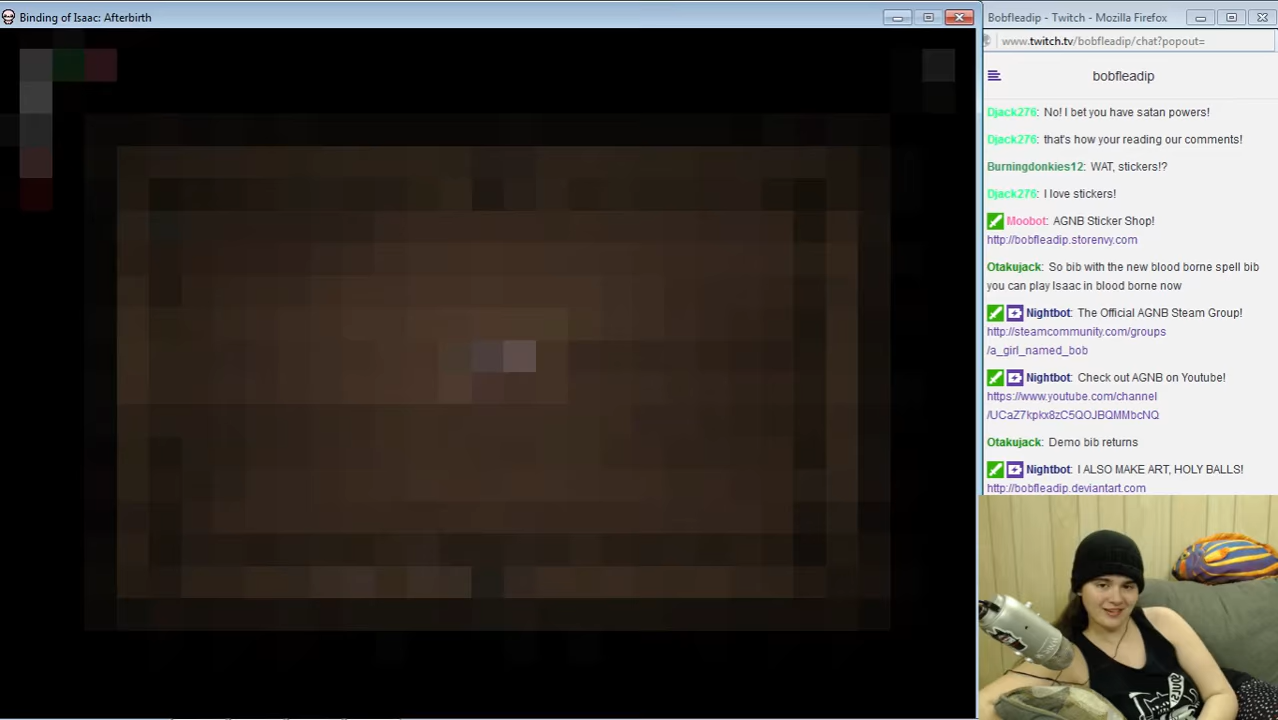 Binding of Isaac: Afterbirth
Bobfleadip - Twitch - Mozilla Firefox
www.twitch.tv/bobfleadip/chat?popout=
bobfleadip
Djack276: No! I bet you have satan powers!
Djack276: that's how your reading our comments!
Burningdonkies12: WAT, stickers!?
Djack276: I love stickers!
Moobot: AGNB Sticker Shop!
http://bobfleadip.storenvy.com
Otakujack: So bib with the new blood borne spell bib
you can play Isaac in blood borne now
Nightbot: The Official AGNB Steam Group!
http://steamcommunity.com/groups
/a_girl_named_bob
Nightbot: Check out AGNB on Youtube!
https://www.youtube.com/channel
/UCaZ7kpkx8zC5QOJBQMMbcNQ
Otakujack: Demo bib returns
Nightbot: I ALSO MAKE ART, HOLY BALLS!
http://bobfleadip.deviantart.com